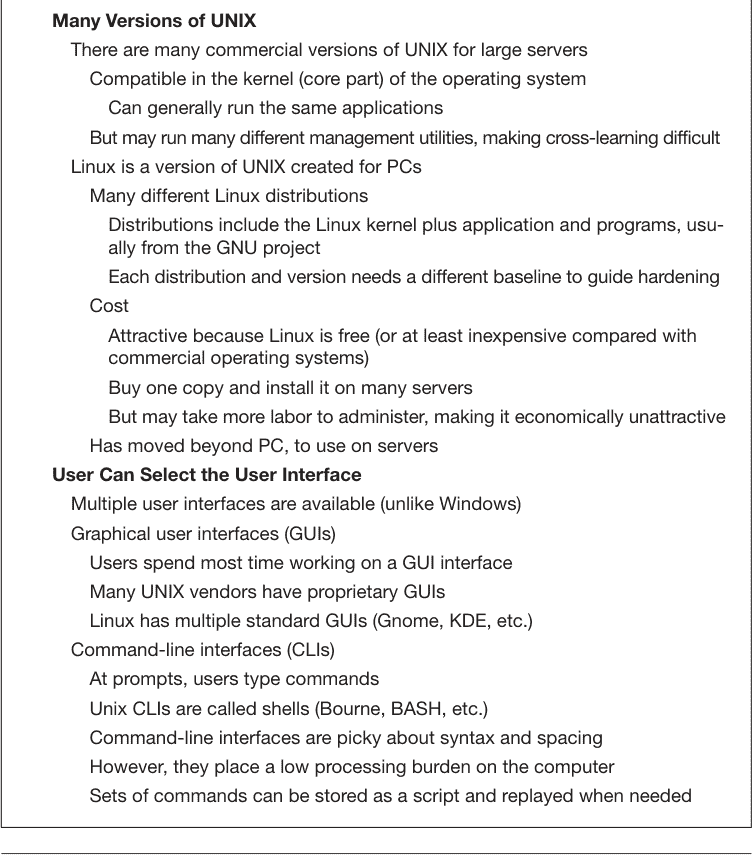 Many Versions of UNIX
There are many commercial versions of UNIX for large servers
Compatible in the kernel (core part) of the operating system
Can generally run the same applications
But may run many different management utilities, making cross-learning difficult
Linux is a version of UNIX created for PCs
Many different Linux distributions
Distributions include the Linux kernel plus application and programs, usu-
ally from the GNU project
Each distribution and version needs a different baseline to guide hardening
Cost
Attractive because Linux is free (or at least inexpensive compared with
commercial operating systems)
Buy one copy and install it on many servers
But may take more labor to administer, making it economically unattractive
Has moved beyond PC, to use on servers
User Can Select the User Interface
Multiple user interfaces are available (unlike Windows)
Graphical user interfaces (GUIs)
Users spend most time working on a GUI interface
Many UNIX vendors have proprietary GUIs
Linux has multiple standard GUIs (Gnome, KDE, etc.)
Command-line interfaces (CLIs)
At prompts, users type commands
Unix CLIs are called shells (Bourne, BASH, etc.)
Command-line interfaces are picky about syntax and spacing
However, they place a low processing burden on the computer
Sets of commands can be stored as a script and replayed when needed